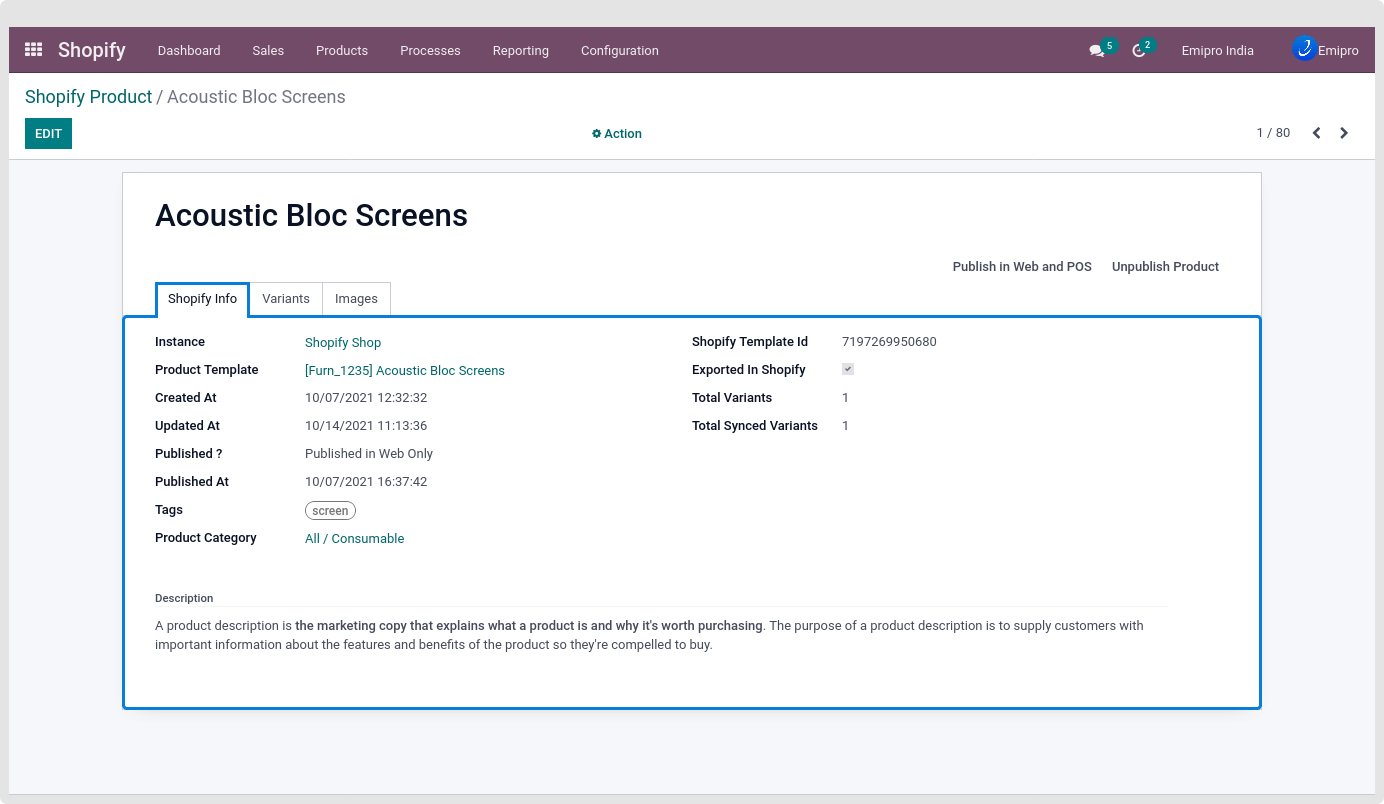 Shopify Dashboard Sales Products Processes Reporting Configuration 5 2 Emipro India Emipro
Shopify Product / Acoustic Bloc Screens
EDIT Action 1 / 80
Acoustic Bloc Screens
Publish in Web and POS Unpublish Product
Shopify Info Variants Images
Instance Shopify Shop Shopify Template Id 7197269950680
Product Template [Furn_1235] Acoustic Bloc Screens Exported In Shopify
Created At 10/07/2021 12:32:32 Total Variants 1
Updated At 10/14/2021 11:13:36 Total Synced Variants 1
Published ? Published in Web Only
Published At 10/07/2021 16:37:42
Tags screen
Product Category All / Consumable
Description
A product description is the marketing copy that explains what a product is and why it's worth purchasing. The purpose of a product description is to supply customers with
important information about the features and benefits of the product so they're compelled to buy.